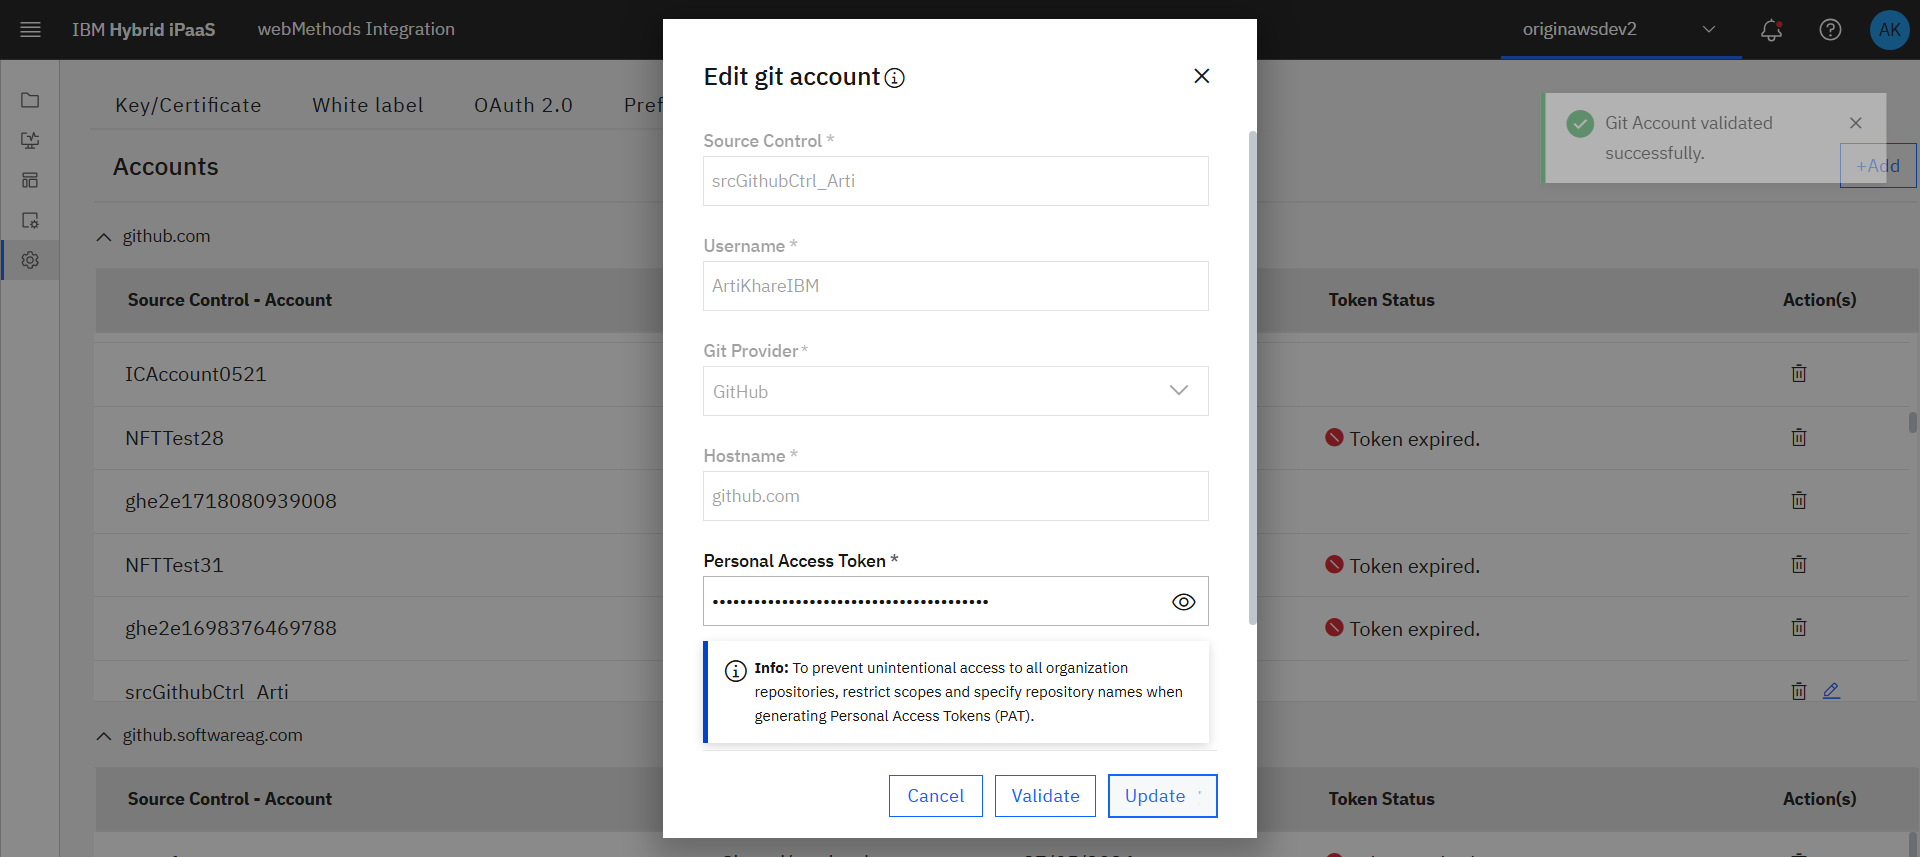 IBM Hybrid iPaaS
webMethods Integration
originawsdev2
AK
Key/Certificate
White label
OAuth 2.0
Pref
Accounts
+Add
Git Account validated
successfully.
github.com
Source Control - Account
Token Status
Action(s)
ICAccount0521
NFTTest28
Token expired.
ghe2e1718080939008
NFTTest31
Token expired.
ghe2e1698376469788
Token expired.
srcGithubCtrl_Arti
github.softwareag.com
Source Control - Account
Token Status
Action(s)
Token expired.
Edit git account
Source Control *
srcGithubCtrl_Arti
Username *
ArtiKhareIBM
Git Provider*
GitHub
Hostname *
github.com
Personal Access Token *
••••••••••••••••••••••••••••••••••••••••
Info: To prevent unintentional access to all organization
repositories, restrict scopes and specify repository names when
generating Personal Access Tokens (PAT).
Cancel
Validate
Update